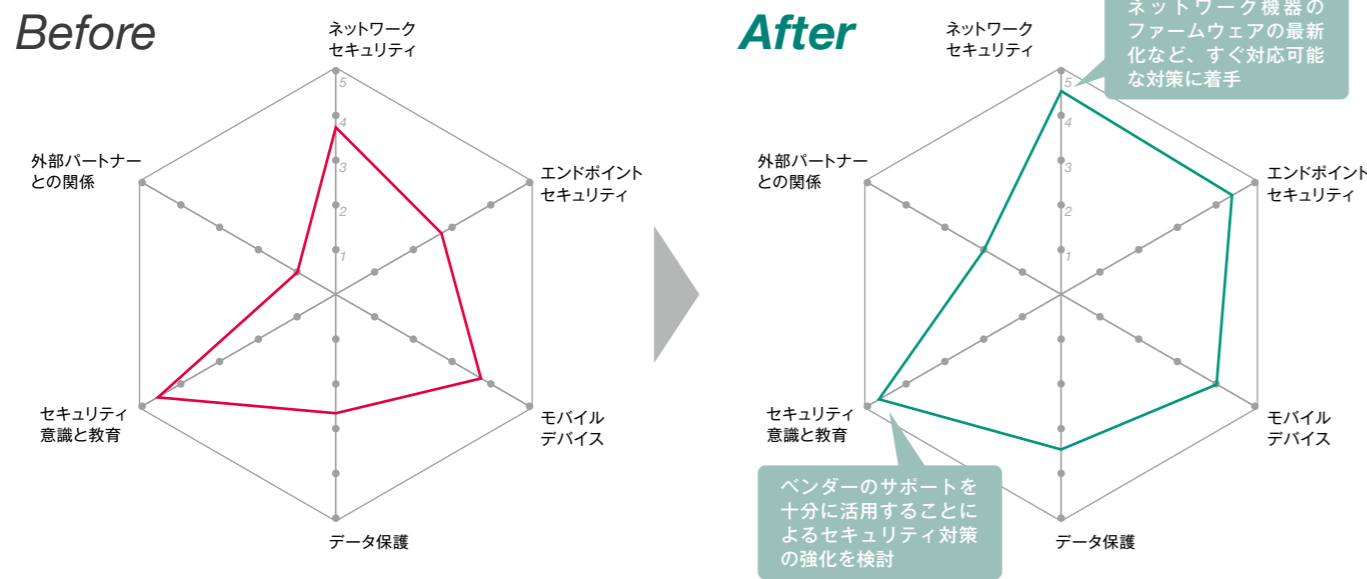 Before
ネットワーク
セキュリティ
5
4
3
2
1
外部パートナー
との関係
エンドポイント
セキュリティ
セキュリティ
意識と教育
モバイル
デバイス
データ保護
After
ネットワーク
セキュリティ
ネットワーク機器の
ファームウェアの最新
化など、すぐ対応可能
な対策に着手
5
4
3
2
1
外部パートナー
との関係
エンドポイント
セキュリティ
セキュリティ
意識と教育
モバイル
デバイス
ベンダーのサポートを
十分に活用することに
よるセキュリティ対策
の強化を検討
データ保護